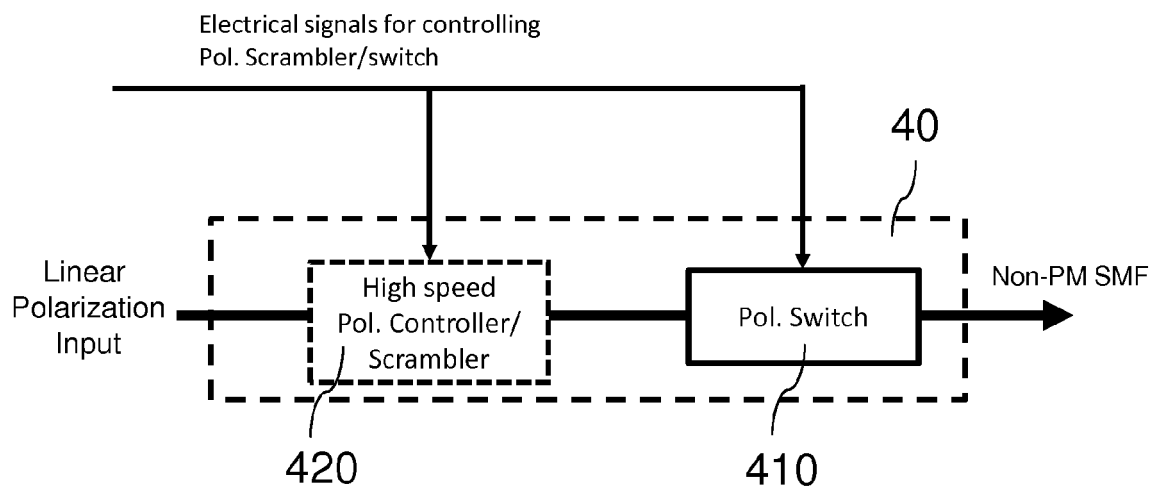 Electrical signals for controlling
Pol. Scrambler/switch
40
Linear
Polarization
Input
High speed
Pol. Controller/
Scrambler
Pol. Switch
Non-PM SMF
420
410